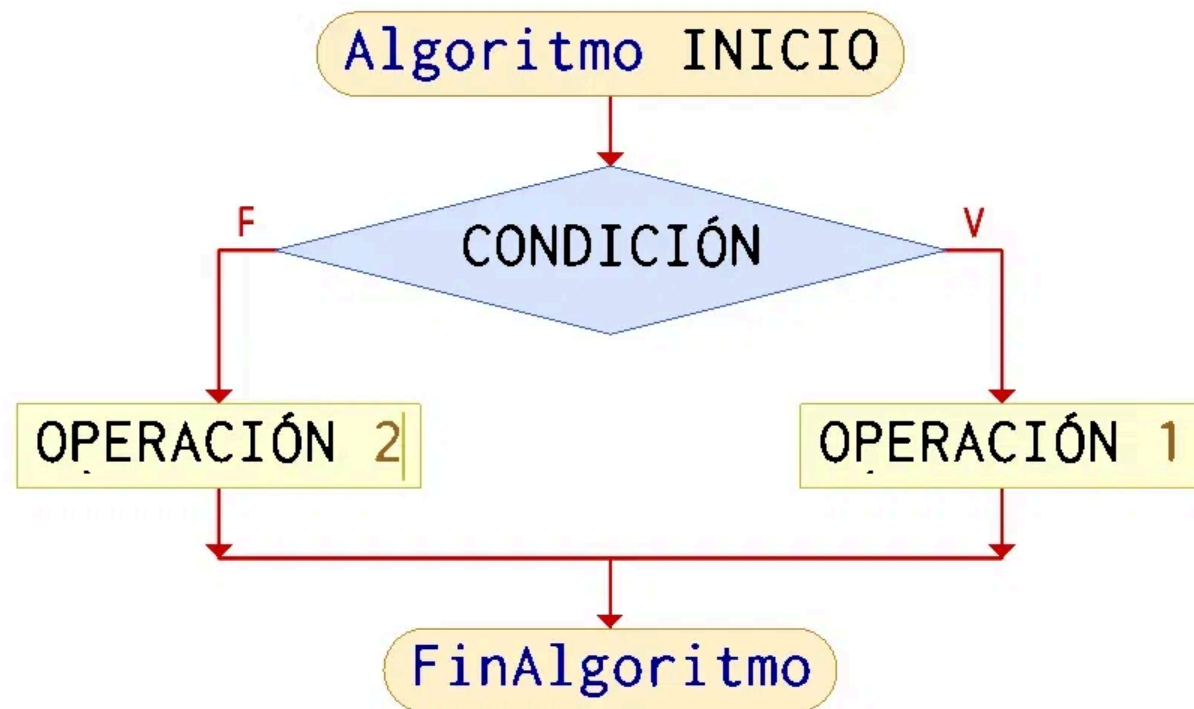 Algoritmo INICIO
F
V
CONDICIÓN
OPERACIÓN 2
OPERACIÓN 1
FinAlgoritmo